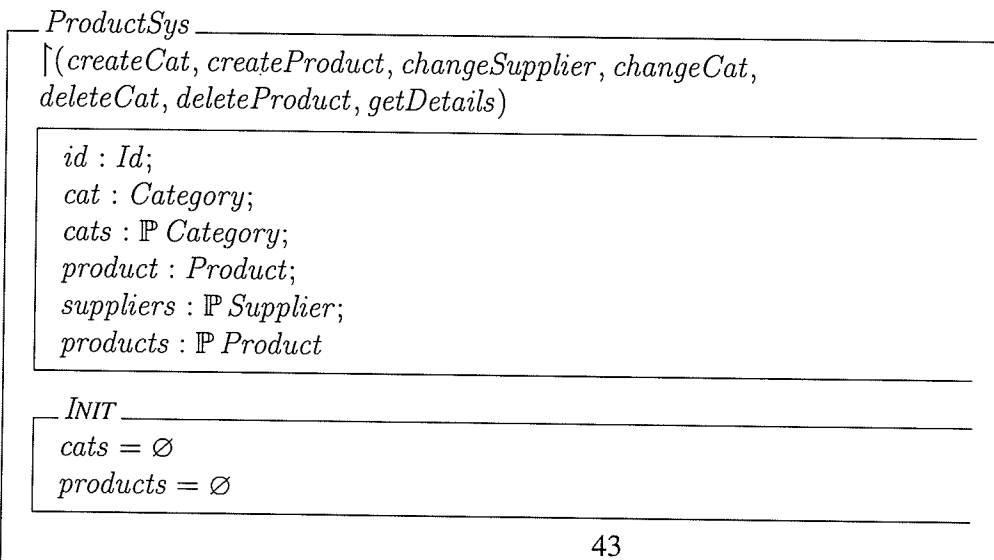 ProductSys
↾(createCat, createProduct, changeSupplier, changeCat,
deleteCat, deleteProduct, getDetails)
id : Id;
cat : Category;
cats : ℙ Category;
product : Product;
suppliers : ℙ Supplier;
products : ℙ Product
INIT
cats = ∅
products = ∅
43